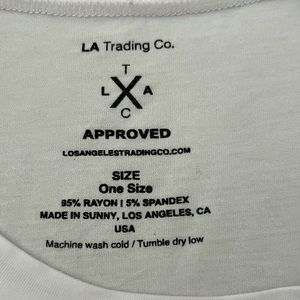 LA Trading Co.
T
L X A
C
APPROVED
LOSANGELESTRADINGCO.COM
SIZE
One Size
95% RAYON | 5% SPANDEX
MADE IN SUNNY, LOS ANGELES, CA
USA
Machine wash cold / Tumble dry low